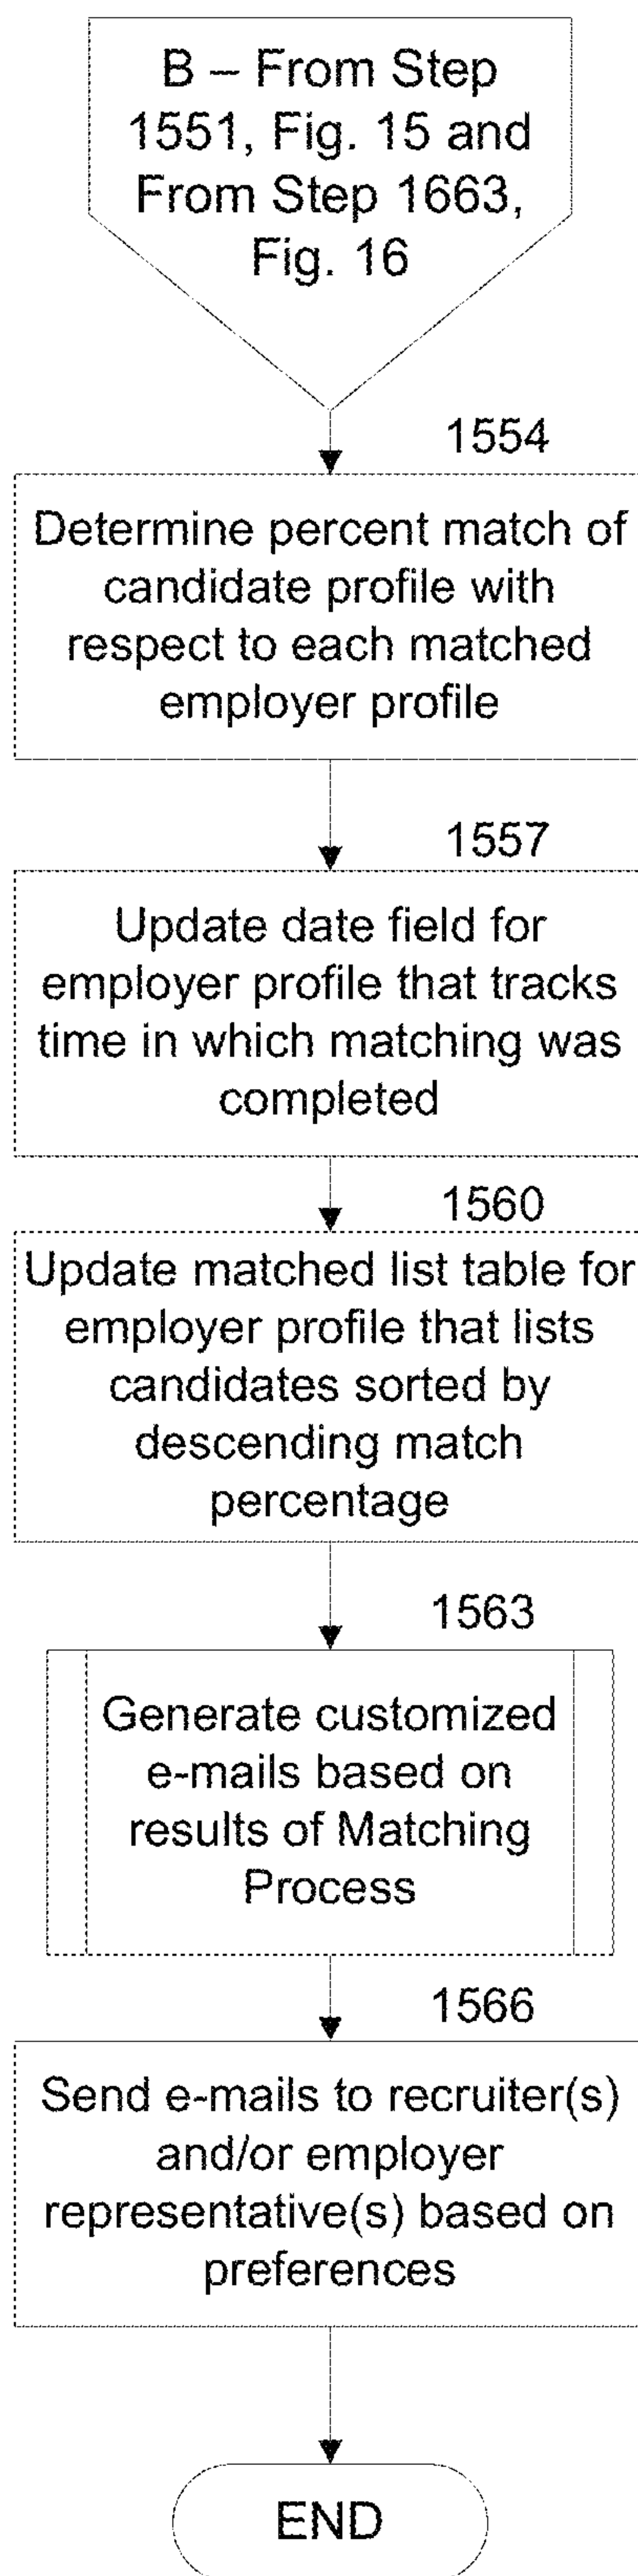 B – From Step
1551, Fig. 15 and
From Step 1663,
Fig. 16
1554
Determine percent match of
candidate profile with
respect to each matched
employer profile
1557
Update date field for
employer profile that tracks
time in which matching was
completed
1560
Update matched list table for
employer profile that lists
candidates sorted by
descending match
percentage
1563
Generate customized
e-mails based on
results of Matching
Process
1566
Send e-mails to recruiter(s)
and/or employer
representative(s) based on
preferences
END